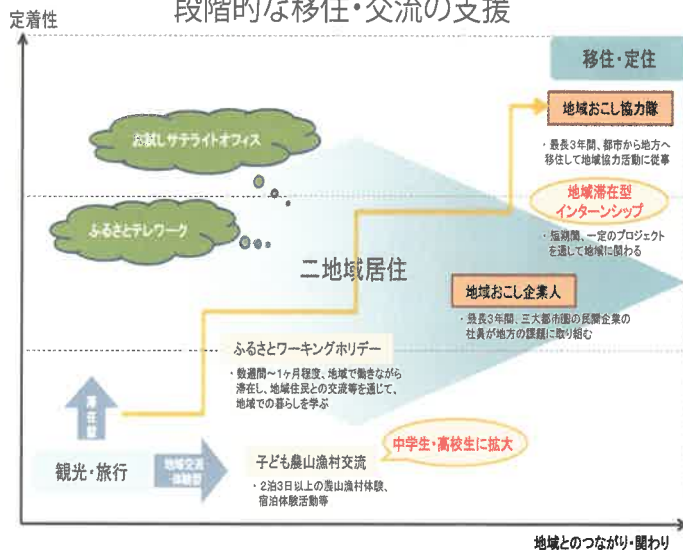 段階的な移住・交流の支援
定着性
移住・定住
地域おこし協力隊
・最長3年間、都市から地方へ
移住して地域協力活動に従事
お試しサテライトオフィス
地域滞在型
インターンシップ
・短期間、一定のプロジェクト
を通して地域に関わる
ふるさとテレワーク
二地域居住
地域おこし企業人
・最長3年間、三大都市圏の民間企業の
社員が地方の課題に取り組む
ふるさとワーキングホリデー
・数週間～1ヶ月程度、地域で働きながら
滞在し、地域住民との交流等を通じて、
地域での暮らしを学ぶ
滞在型
観光・旅行
地域交流
・体験型
子ども農山漁村交流
・2泊3日以上の農山漁村体験、
宿泊体験活動等
中学生・高校生に拡大
地域とのつながり・関わり